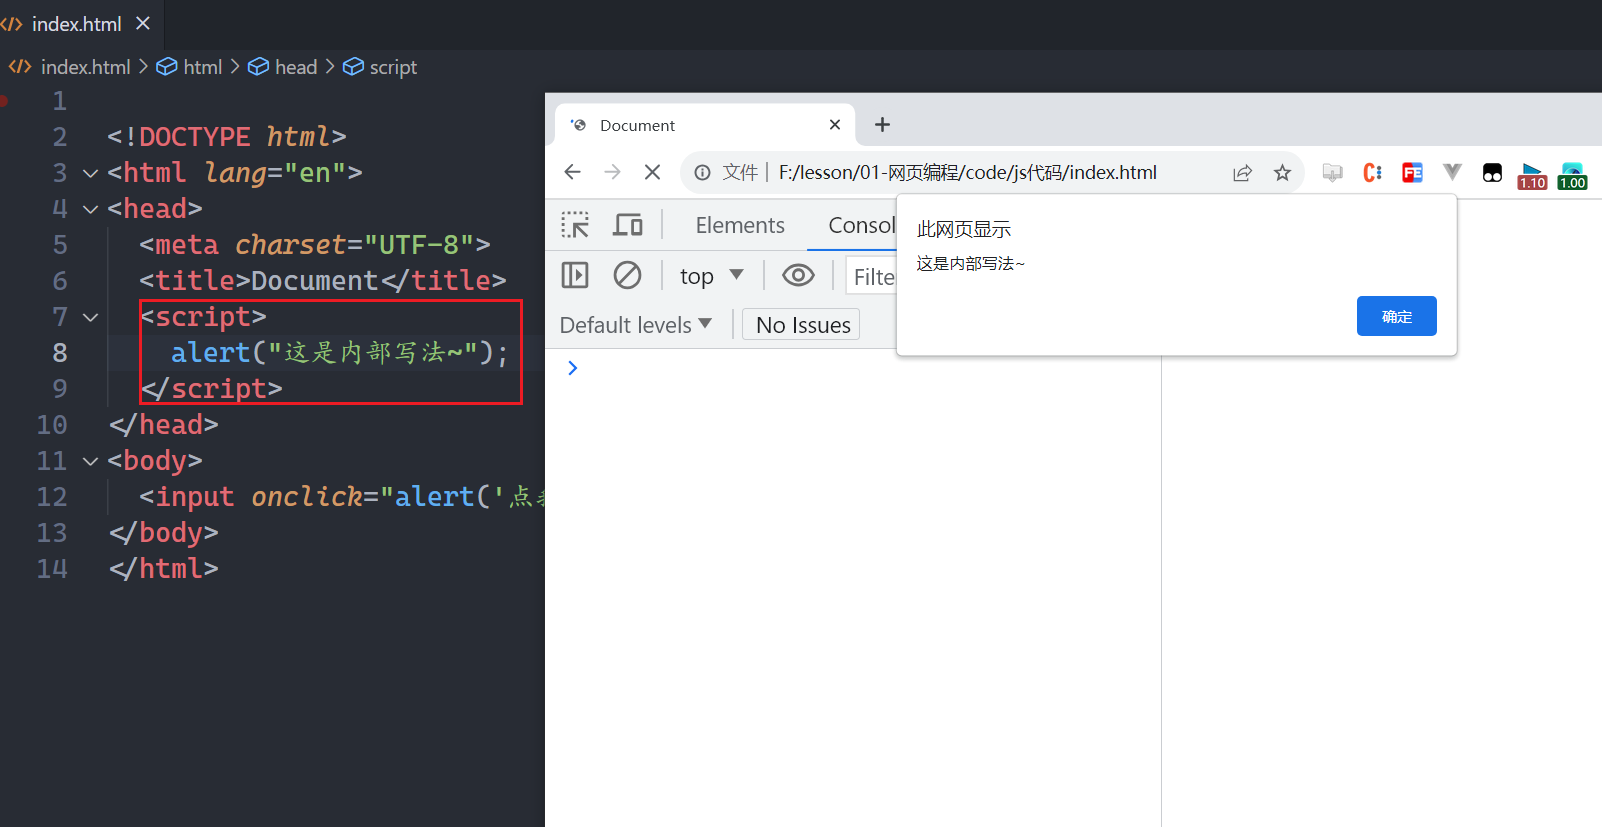 index.html
index.html html head script
1
2 <!DOCTYPE html>
3 <html lang="en">
4 <head>
5 <meta charset="UTF-8">
6 <title>Document</title>
7 <script>
8 alert("这是内部写法~");
9 </script>
10 </head>
11 <body>
12 <input onclick="alert('点
13 </body>
14 </html>
Document
文件 F:/lesson/01-网页编程/code/js代码/index.html
FE
1.10
1.00
Elements Consol
top Filte
Default levels No Issues
此网页显示
这是内部写法~
确定